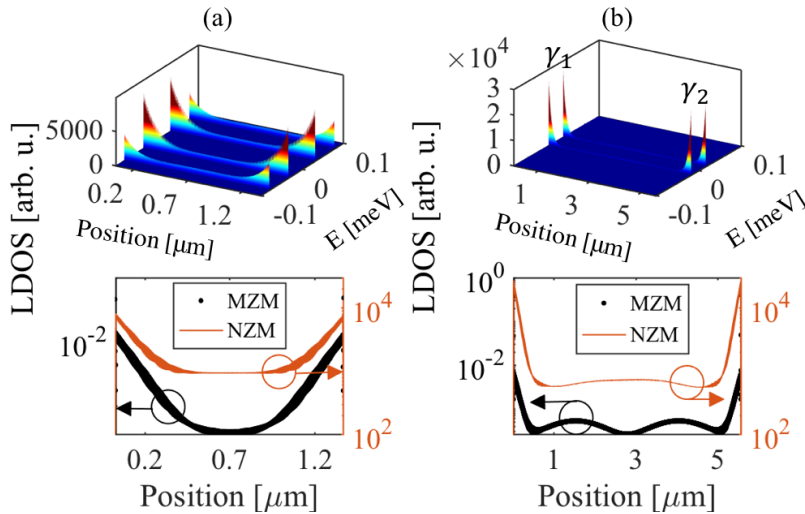 (a)
(b)
×10⁴
γ₁
γ₂
5000
0
0.2
0.7
1.2
-0.1
0
0.1
Position [μm]
E [meV]
LDOS [arb. u.]
3
2
1
0
1
3
5
-0.1
0
0.1
Position [μm]
E [meV]
LDOS [arb. u.]
MZM
NZM
10⁻²
10⁴
10²
0.2
0.7
1.2
Position [μm]
MZM
NZM
10⁰
10⁻²
10⁻⁴
10⁴
10²
1
3
5
Position [μm]